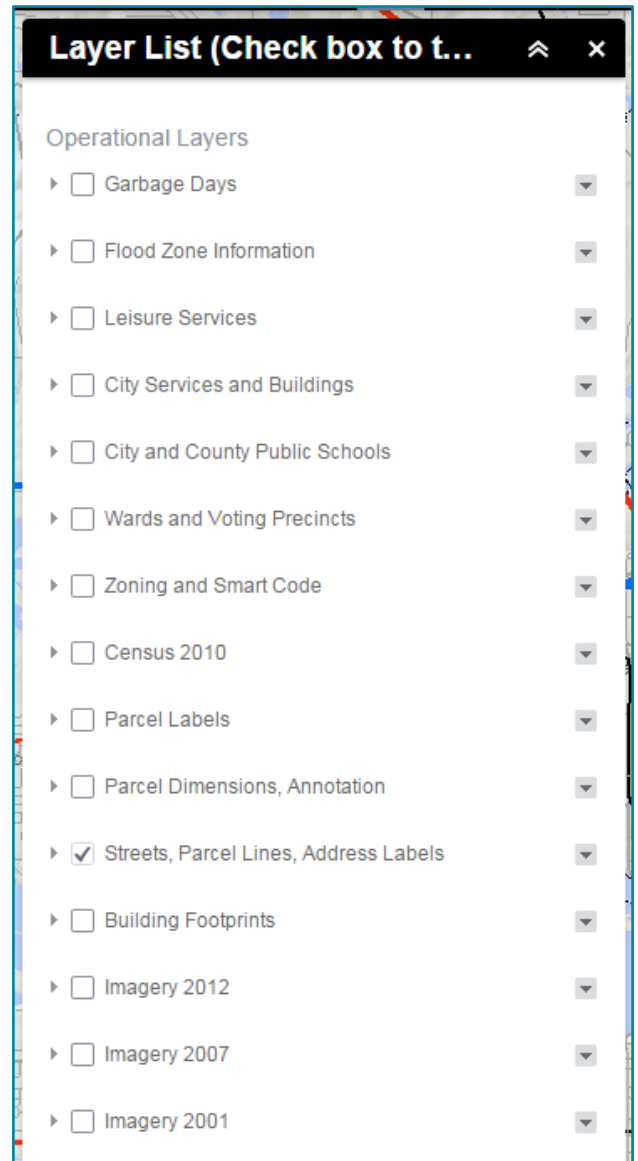 Layer List (Check box to t...
Operational Layers
Garbage Days
Flood Zone Information
Leisure Services
City Services and Buildings
City and County Public Schools
Wards and Voting Precincts
Zoning and Smart Code
Census 2010
Parcel Labels
Parcel Dimensions, Annotation
Streets, Parcel Lines, Address Labels
Building Footprints
Imagery 2012
Imagery 2007
Imagery 2001